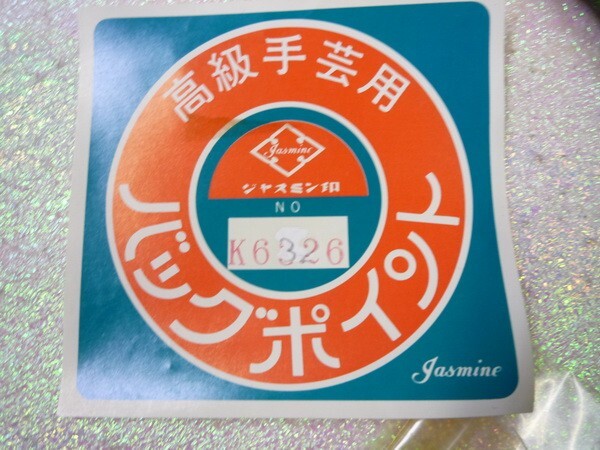 高級手芸用
Jasmine
ジャスミン印
NO
K6326
バッグポイント
Jasmine